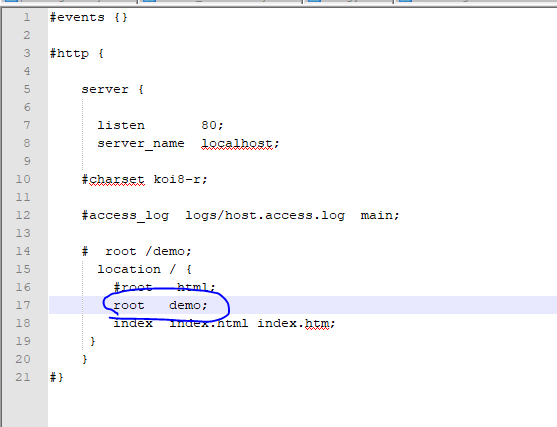 1 #events {}
2
3 #http {
4
5 server {
6
7 listen 80;
8 server_name localhost;
9
10 #charset koi8-r;
11
12 #access_log logs/host.access.log main;
13
14 # root /demo;
15 location / {
16 #root html;
17 root demo;
18 index index.html index.htm;
19 }
20 }
21 #}